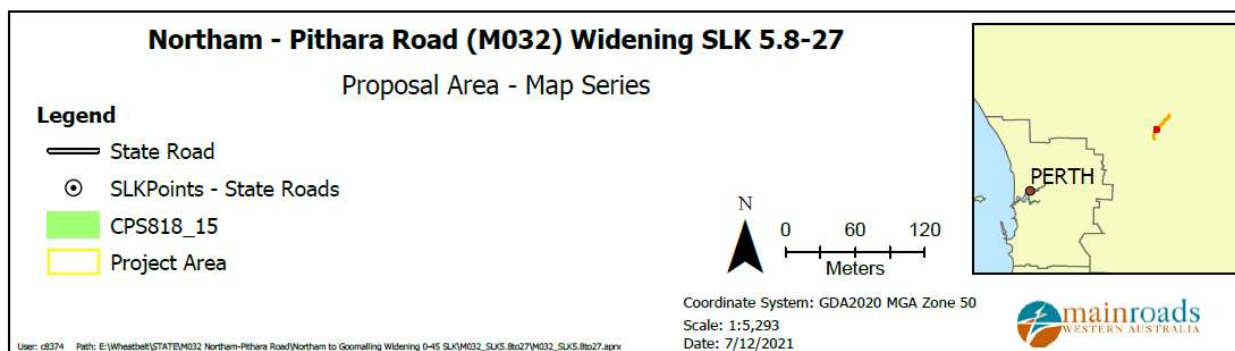 Northam - Pithara Road (M032) Widening SLK 5.8-27
Proposal Area - Map Series
Legend
State Road
SLKPoints - State Roads
CPS818_15
Project Area
N
0 60 120
Meters
Coordinate System: GDA2020 MGA Zone 50
Scale: 1:5,293
Date: 7/12/2021
User: c8374 Path: E:\Wheatbelt\STATE\M032 Northam-Pithara Road\Northam to Goomalling Widening 0-45 SLK\M032_SLK5.8to27\M032_SLK5.8to27.aprx
PERTH
mainroads
WESTERN AUSTRALIA